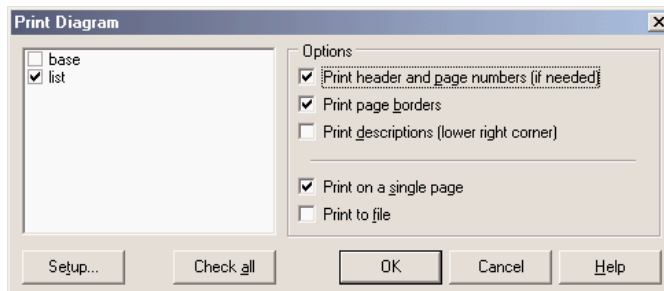 Print Diagram
base
list
Options
Print header and page numbers (if needed)
Print page borders
Print descriptions (lower right corner)
Print on a single page
Print to file
Setup...
Check all
OK
Cancel
Help